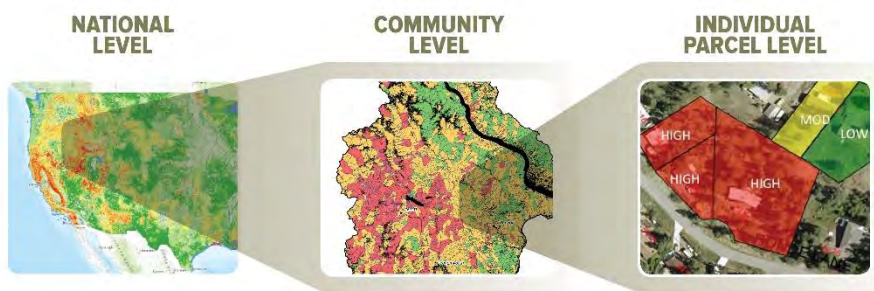 NATIONAL
LEVEL
COMMUNITY
LEVEL
INDIVIDUAL
PARCEL LEVEL
HIGH
HIGH
HIGH
MOD
LOW